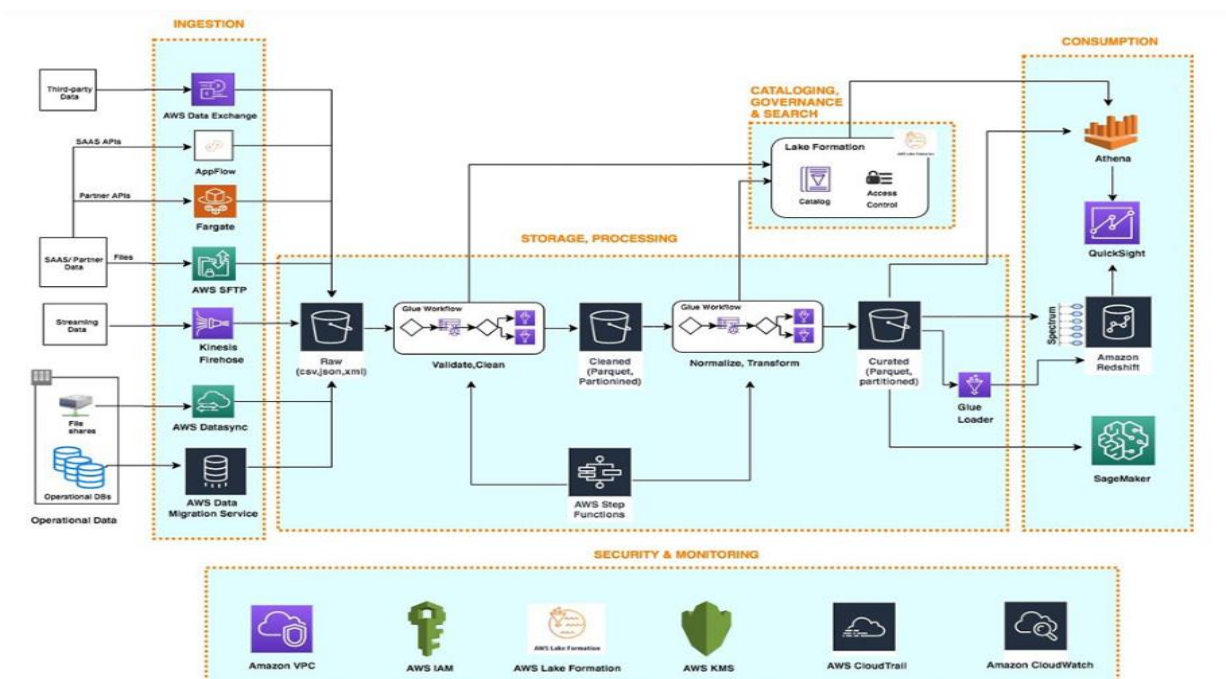 INGESTION
Third-party
Data
AWS Data Exchange
SAAS APIs
AppFlow
Partner APIs
Fargate
SAAS/ Partner
Data
Files
AWS SFTP
Streaming
Data
Kinesis
Firehose
File
shares
AWS Datasync
Operational DBs
Operational Data
AWS Data
Migration Service
STORAGE, PROCESSING
Raw
(csv,json,xml)
Glue Workflow
Validate,Clean
Cleaned
(Parquet,
Partionined)
Glue Workflow
Normalize, Transform
Curated
(Parquet,
partitioned)
Glue
Loader
AWS Step
Functions
CATALOGING,
GOVERNANCE
& SEARCH
Lake Formation
AWS Lake Formation
Catalog
Access
Control
CONSUMPTION
Athena
QuickSight
Spectrum
Amazon
Redshift
SageMaker
SECURITY & MONITORING
Amazon VPC
AWS IAM
AWS Lake Formation
AWS Lake Formation
AWS KMS
AWS CloudTrail
Amazon CloudWatch